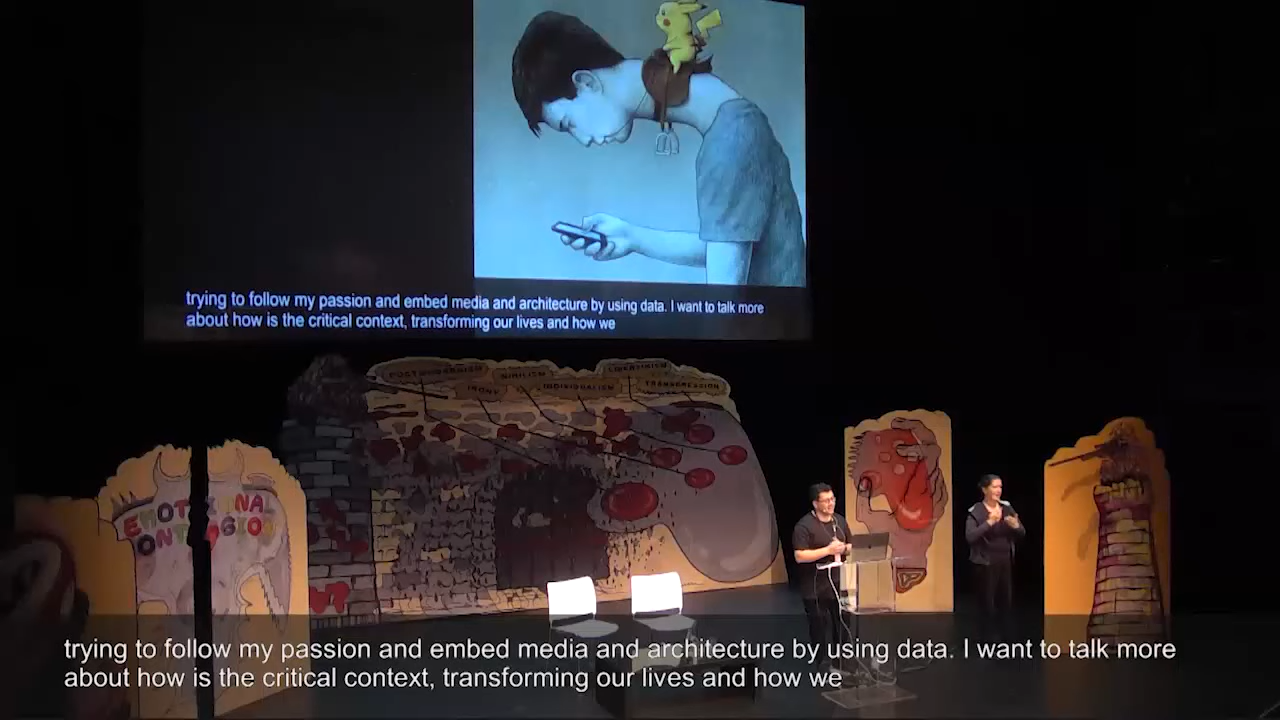 trying to follow my passion and embed media and architecture by using data. I want to talk more
about how is the critical context, transforming our lives and how we
POSTMODERNISM
NIHILISM
LIBERTINISM
IRONY
INDIVIDUALISM
TRANSGRESSION
EMOTIONAL
CONTAGION
trying to follow my passion and embed media and architecture by using data. I want to talk more
about how is the critical context, transforming our lives and how we